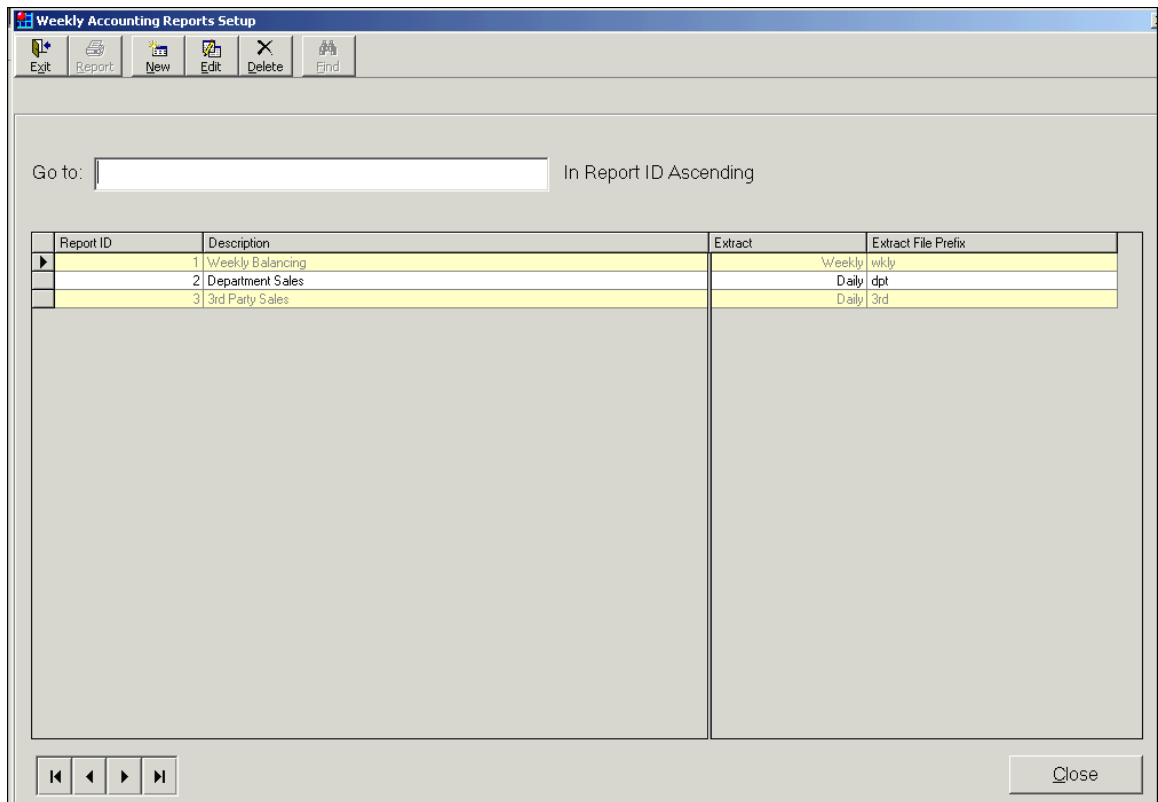 Weekly Accounting Reports Setup
Exit Report New Edit Delete Find
Go to: In Report ID Ascending
Report ID Description Extract Extract File Prefix
1 Weekly Balancing Weekly wkly
2 Department Sales Daily dpt
3 3rd Party Sales Daily 3rd
Close